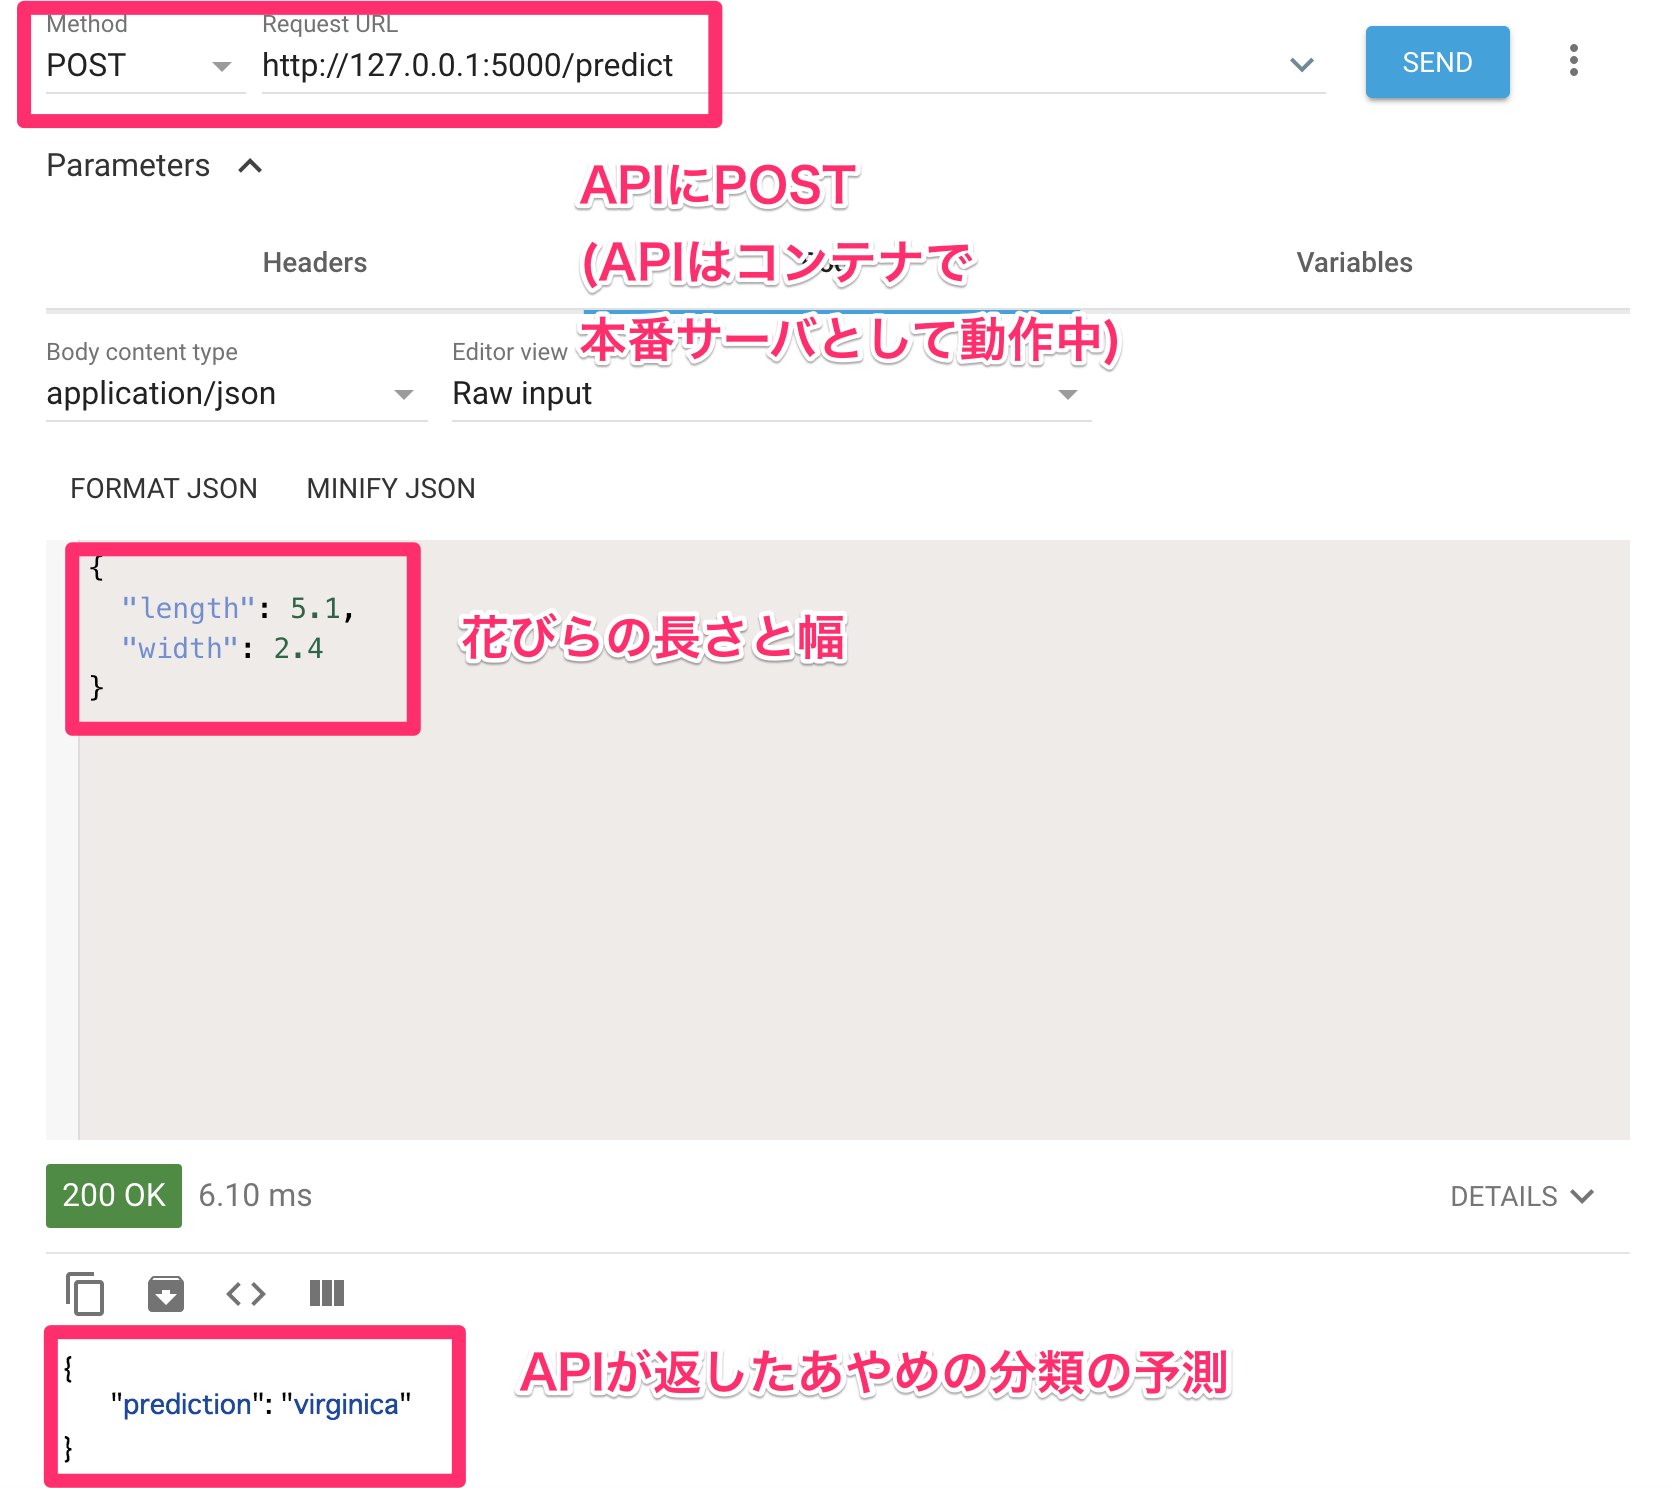 Method
Request URL
POST
http://127.0.0.1:5000/predict
SEND
Parameters
APIにPOST
(APIはコンテナで
本番サーバとして動作中)
Headers
Variables
Body content type
Editor view
application/json
Raw input
FORMAT JSON
MINIFY JSON
{
"length": 5.1,
"width": 2.4
}
花びらの長さと幅
200 OK
6.10 ms
DETAILS
{
"prediction": "virginica"
}
APIが返したあやめの分類の予測